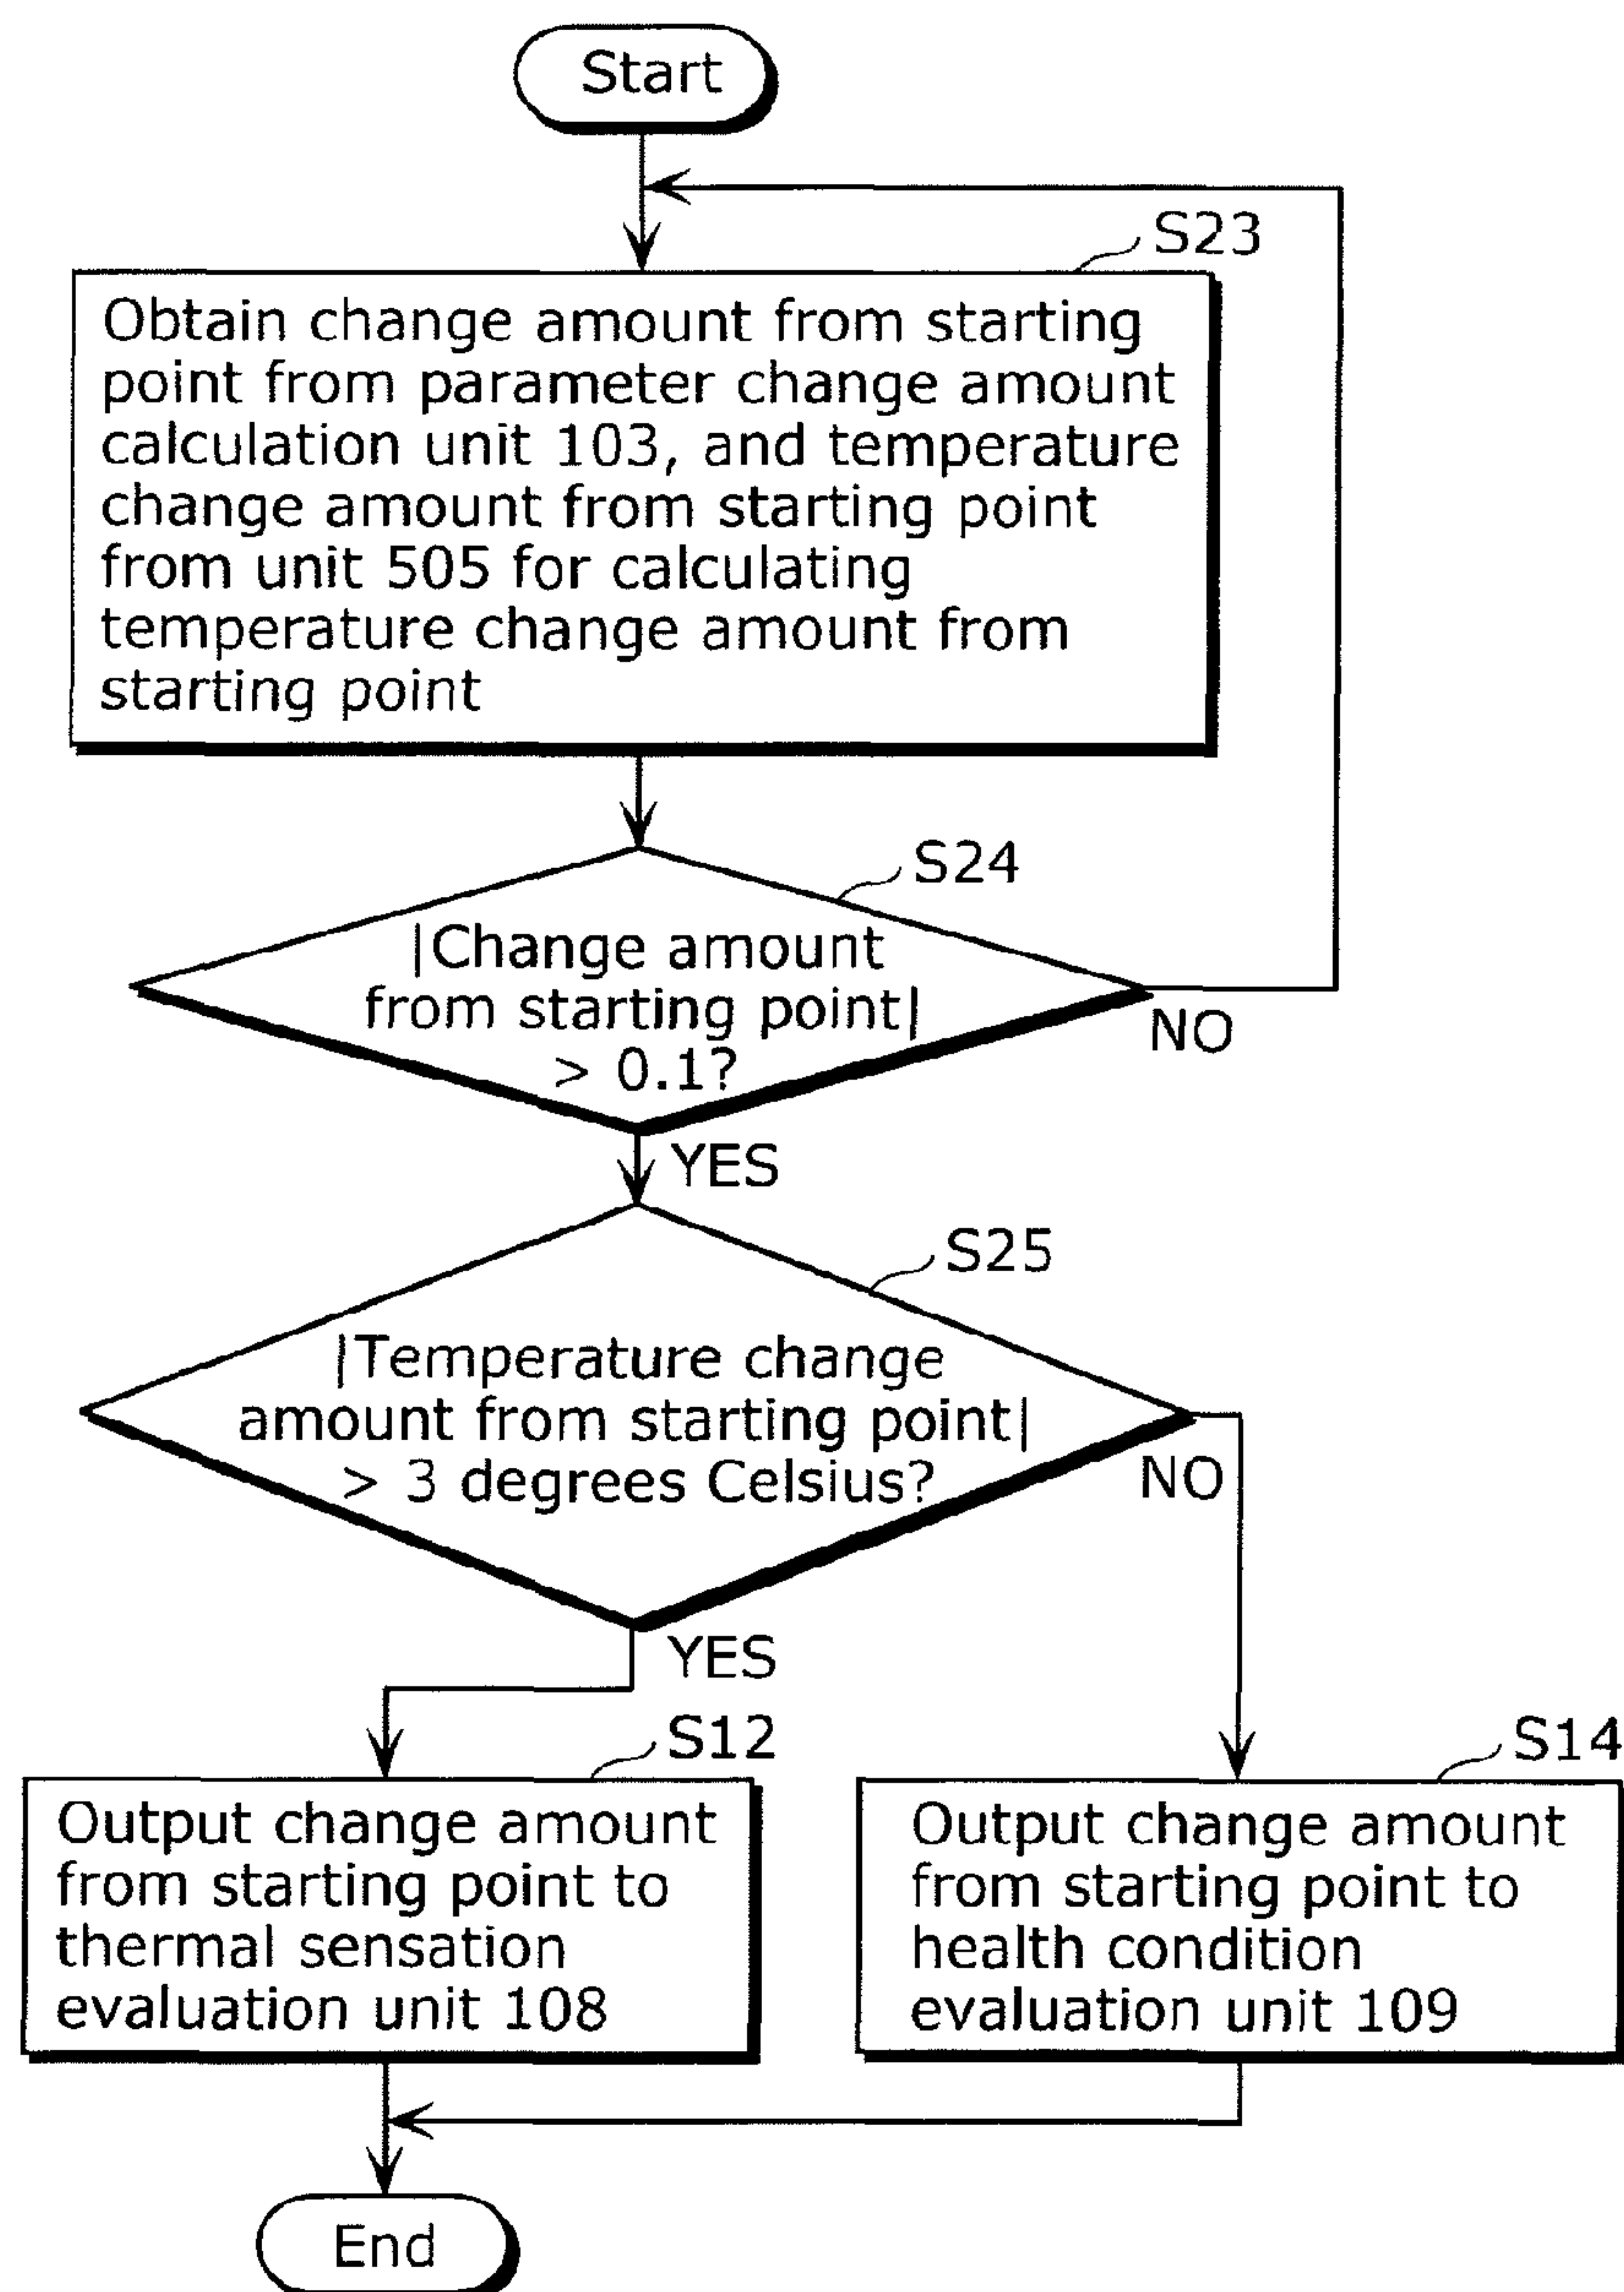 Start
S23
Obtain change amount from starting
point from parameter change amount
calculation unit 103, and temperature
change amount from starting point
from unit 505 for calculating
temperature change amount from
starting point
S24
|Change amount
from starting point|
> 0.1?
NO
YES
S25
|Temperature change
amount from starting point|
> 3 degrees Celsius?
NO
YES
S12
Output change amount
from starting point to
thermal sensation
evaluation unit 108
S14
Output change amount
from starting point to
health condition
evaluation unit 109
End